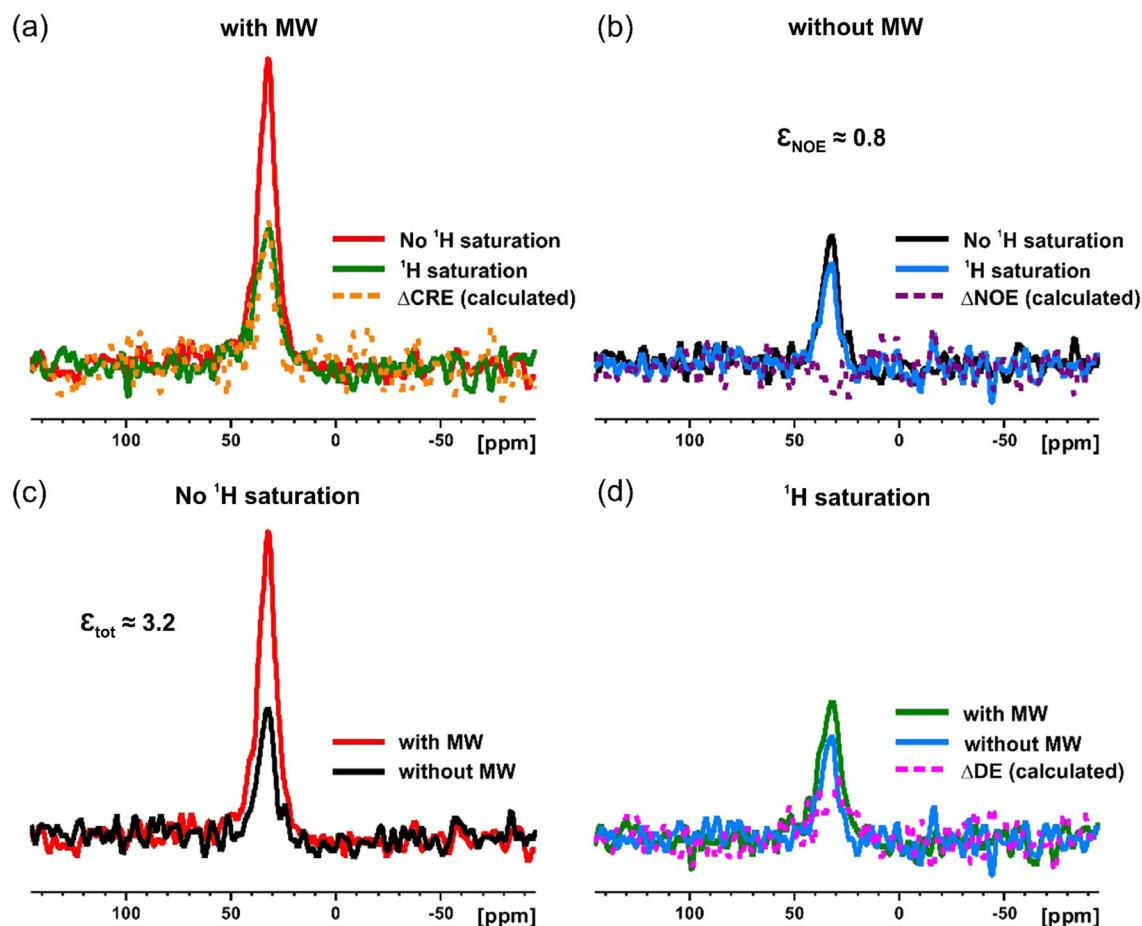 (a)
with MW
No ¹H saturation
¹H saturation
ΔCRE (calculated)
100 50 0 -50 [ppm]
(b)
without MW
Ɛ_NOE ≈ 0.8
No ¹H saturation
¹H saturation
ΔNOE (calculated)
100 50 0 -50 [ppm]
(c)
No ¹H saturation
Ɛ_tot ≈ 3.2
with MW
without MW
100 50 0 -50 [ppm]
(d)
¹H saturation
with MW
without MW
ΔDE (calculated)
100 50 0 -50 [ppm]